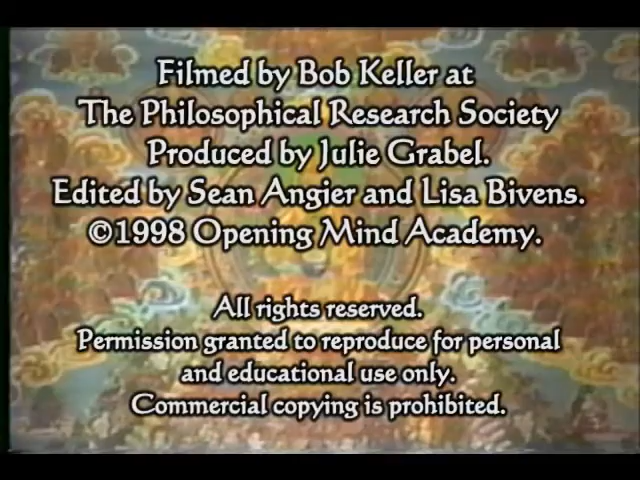 Filmed by Bob Keller at
The Philosophical Research Society
Produced by Julie Grabel.
Edited by Sean Angier and Lisa Bivens.
©1998 Opening Mind Academy.
All rights reserved.
Permission granted to reproduce for personal
and educational use only.
Commercial copying is prohibited.